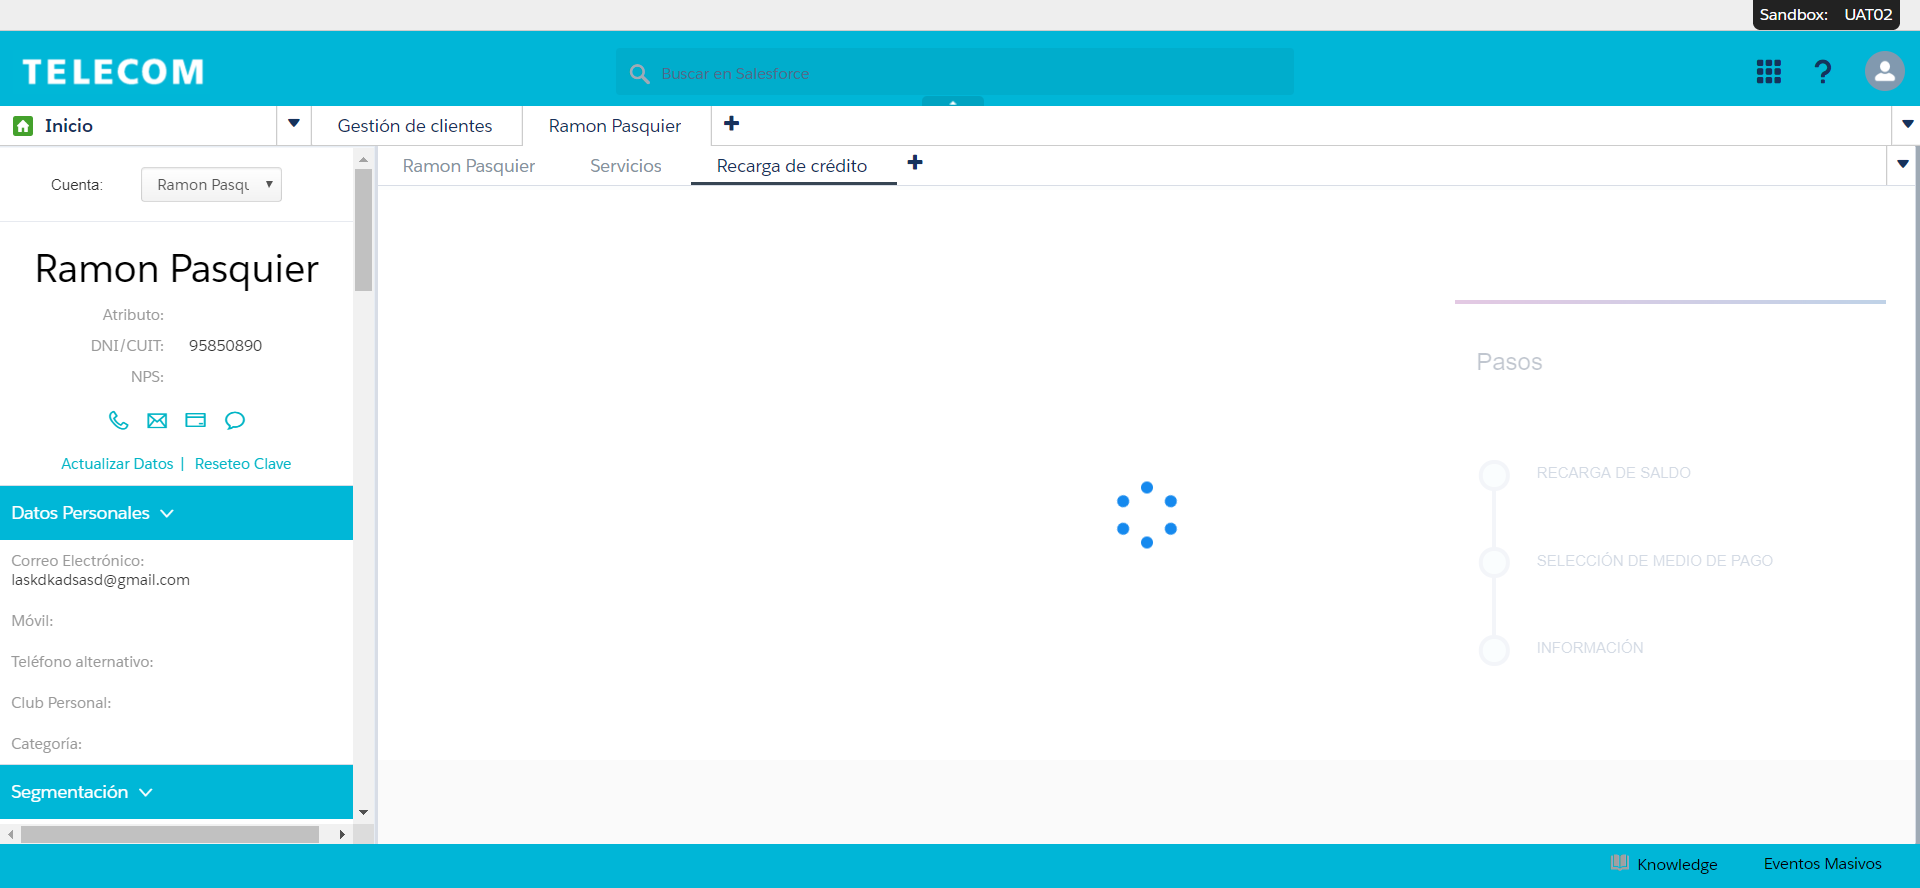 Sandbox: UAT02
TELECOM
Buscar en Salesforce
Inicio
Gestión de clientes
Ramon Pasquier
Ramon Pasquier
Servicios
Recarga de crédito
Cuenta:
Ramon Pasqu
Ramon Pasquier
Atributo:
DNI/CUIT: 95850890
NPS:
Actualizar Datos | Reseteo Clave
Datos Personales
Correo Electrónico:
laskdkadsasd@gmail.com
Móvil:
Teléfono alternativo:
Club Personal:
Categoría:
Segmentación
Pasos
RECARGA DE SALDO
SELECCIÓN DE MEDIO DE PAGO
INFORMACIÓN
Knowledge
Eventos Masivos